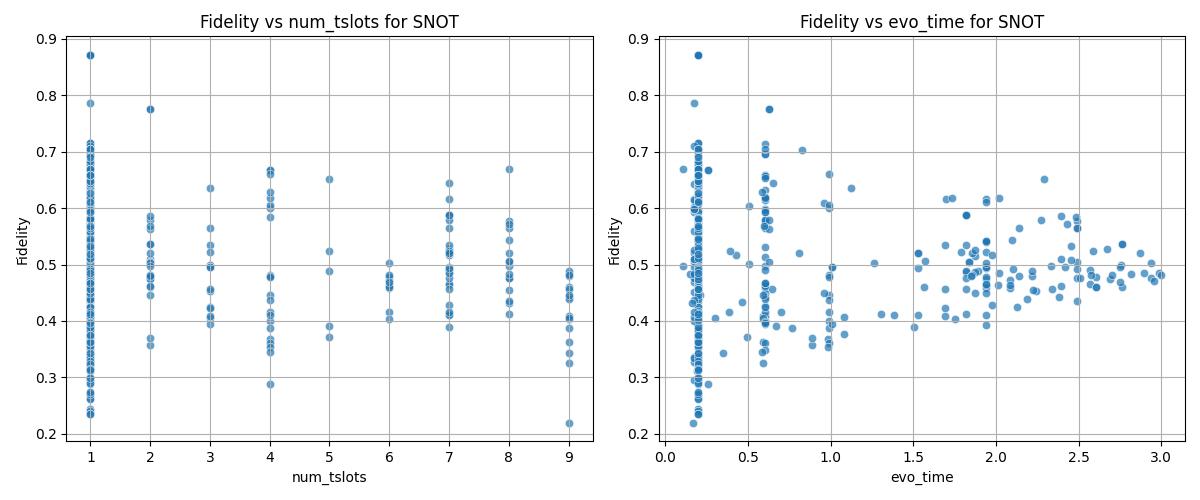 Fidelity vs num_tslots for SNOT
Fidelity
0.9
0.8
0.7
0.6
0.5
0.4
0.3
0.2
1 2 3 4 5 6 7 8 9
num_tslots
Fidelity vs evo_time for SNOT
Fidelity
0.9
0.8
0.7
0.6
0.5
0.4
0.3
0.2
0.0 0.5 1.0 1.5 2.0 2.5 3.0
evo_time